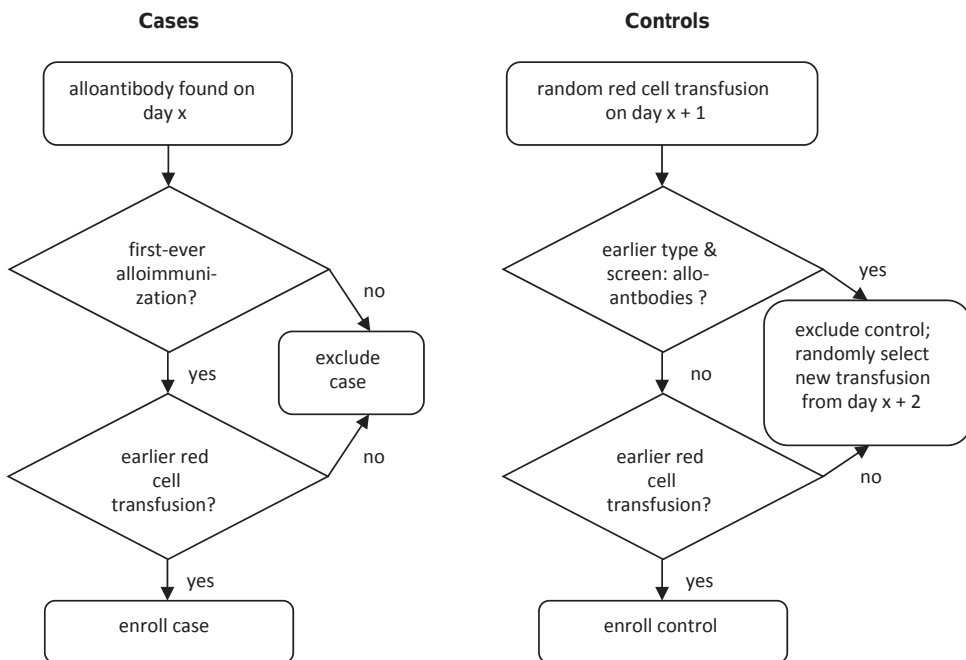 Cases
alloantibody found on
day x
first-ever
alloimmuni-
zation?
no
exclude
case
yes
earlier red
cell
transfusion?
no
yes
enroll case
Controls
random red cell transfusion
on day x + 1
earlier type &
screen: allo-
antbodies ?
yes
exclude control;
randomly select
new transfusion
from day x + 2
no
earlier red
cell
transfusion?
no
yes
enroll control